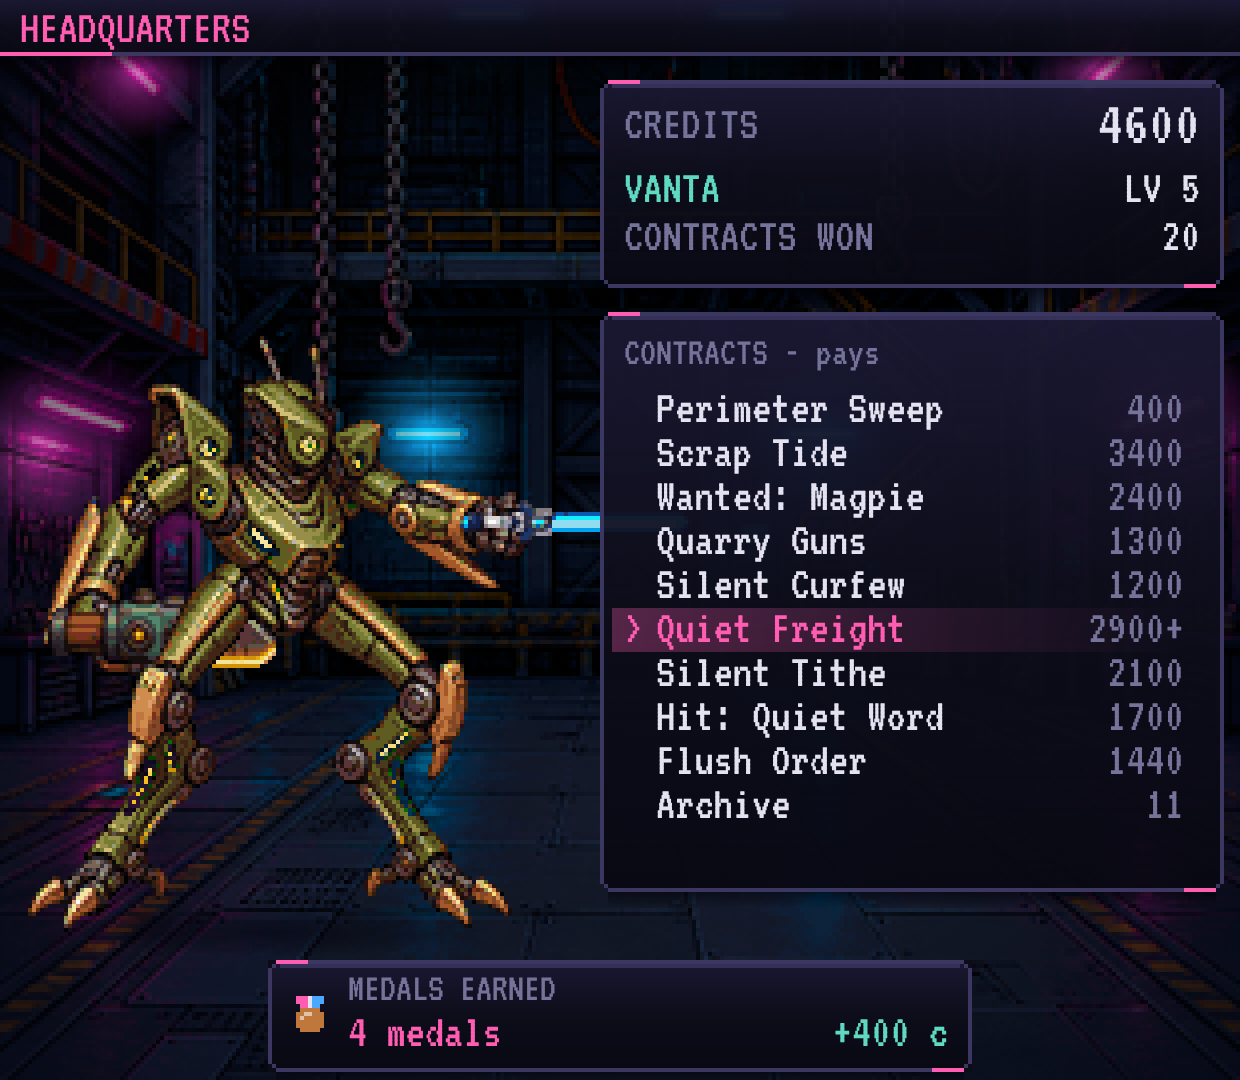 HEADQUARTERS
CREDITS 4600
VANTA LV 5
CONTRACTS WON 20
CONTRACTS - pays
Perimeter Sweep 400
Scrap Tide 3400
Wanted: Magpie 2400
Quarry Guns 1300
Silent Curfew 1200
> Quiet Freight 2900+
Silent Tithe 2100
Hit: Quiet Word 1700
Flush Order 1440
Archive 11
MEDALS EARNED
4 medals +400 c